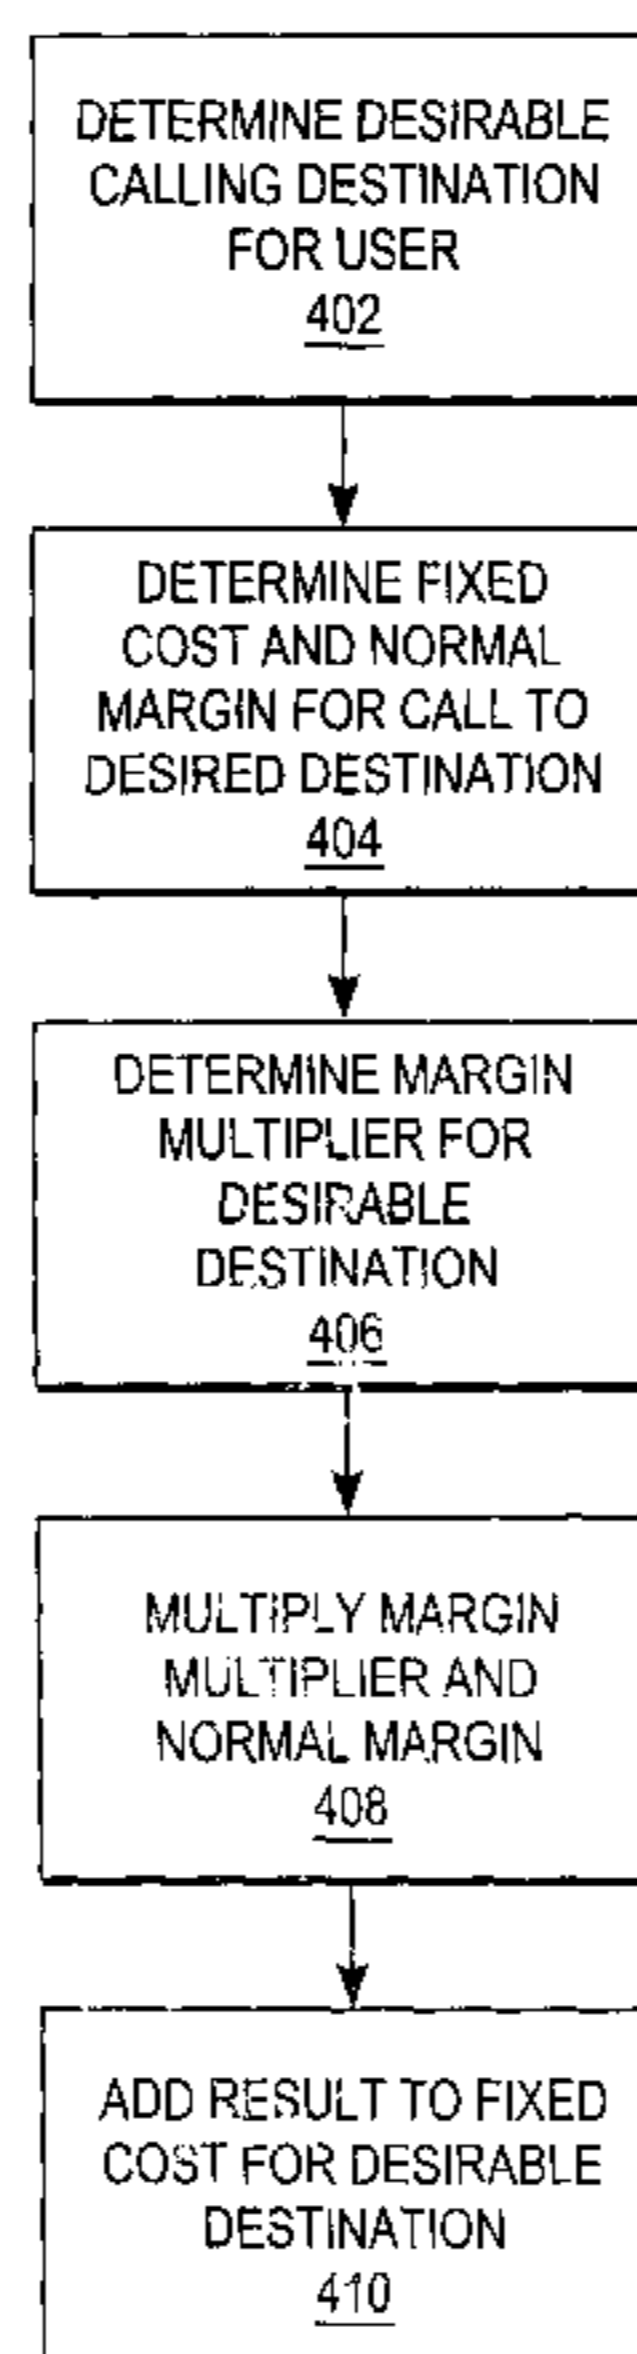 DETERMINE DESIRABLE
CALLING DESTINATION
FOR USER
402
DETERMINE FIXED
COST AND NORMAL
MARGIN FOR CALL TO
DESIRED DESTINATION
404
DETERMINE MARGIN
MULTIPLIER FOR
DESIRABLE
DESTINATION
406
MULTIPLY MARGIN
MULTIPLIER AND
NORMAL MARGIN
408
ADD RESULT TO FIXED
COST FOR DESIRABLE
DESTINATION
410